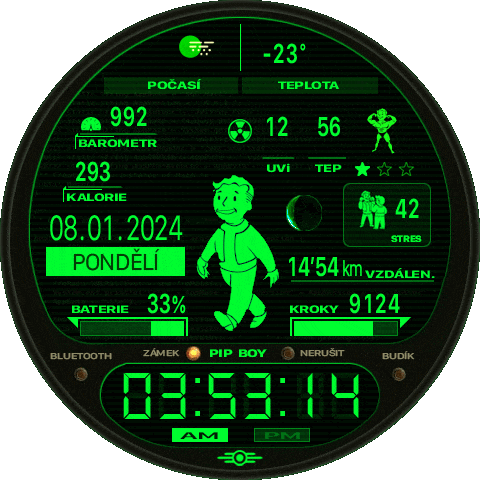 -23°
POČASÍ TEPLOTA
992
BAROMETR
12 56
UVi TEP
293
KALORIE
42
STRES
08.01.2024
PONDĚLÍ
14'54 km VZDÁLEN.
BATERIE 33%
KROKY 9124
BLUETOOTH ZÁMEK PIP BOY NERUŠIT BUDÍK
03:53:14
AM PM